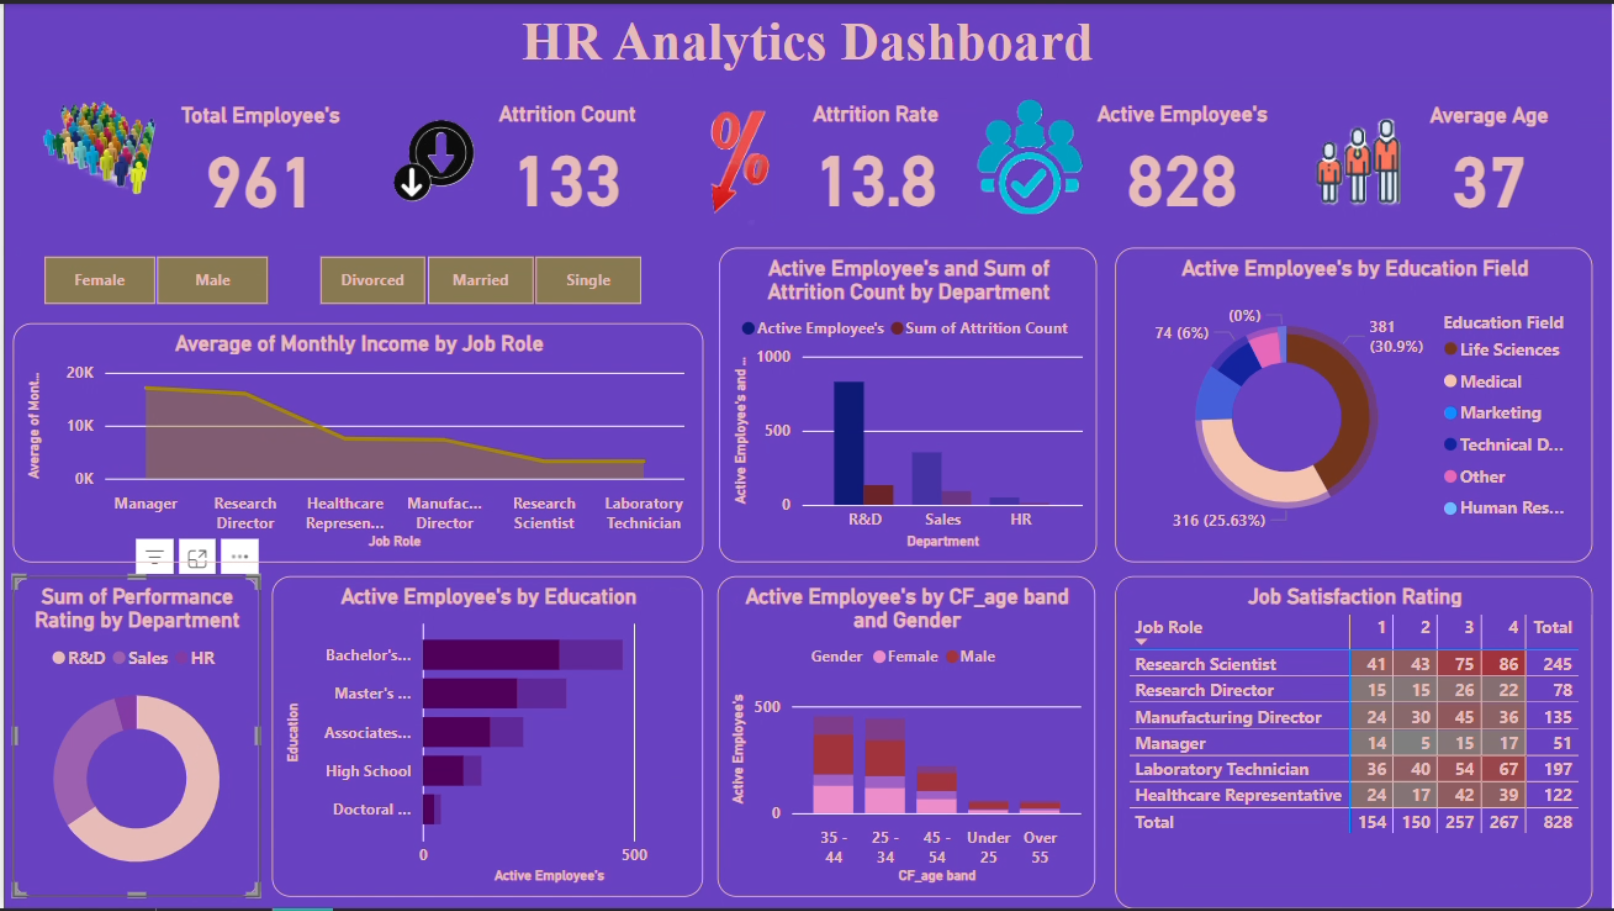 HR Analytics Dashboard
Total Employee's
961
Attrition Count
133
%
Attrition Rate
13.8
Active Employee's
828
Average Age
37
Female
Male
Divorced
Married
Single
Average of Monthly Income by Job Role
Average of Mont...
20K
10K
0K
Manager
Research
Director
Healthcare
Represen...
Manufac...
Director
Research
Scientist
Laboratory
Technician
Job Role
Active Employee's and Sum of
Attrition Count by Department
Active Employee's
Sum of Attrition Count
Active Employee's and ...
1000
500
0
R&D
Sales
HR
Department
Active Employee's by Education Field
(0%)
74 (6%)
381
(30.9%)
316 (25.63%)
Education Field
Life Sciences
Medical
Marketing
Technical D...
Other
Human Res...
Sum of Performance
Rating by Department
R&D
Sales
HR
Active Employee's by Education
Education
Bachelor's...
Master's ...
Associates...
High School
Doctoral ...
0
500
Active Employee's
Active Employee's by CF_age band
and Gender
Gender
Female
Male
Active Employee's
500
0
35 -
44
25 -
34
45 -
54
Under
25
Over
55
CF_age band
Job Satisfaction Rating
Job Role 1 2 3 4 Total
Research Scientist 41 43 75 86 245
Research Director 15 15 26 22 78
Manufacturing Director 24 30 45 36 135
Manager 14 5 15 17 51
Laboratory Technician 36 40 54 67 197
Healthcare Representative 24 17 42 39 122
Total 154 150 257 267 828